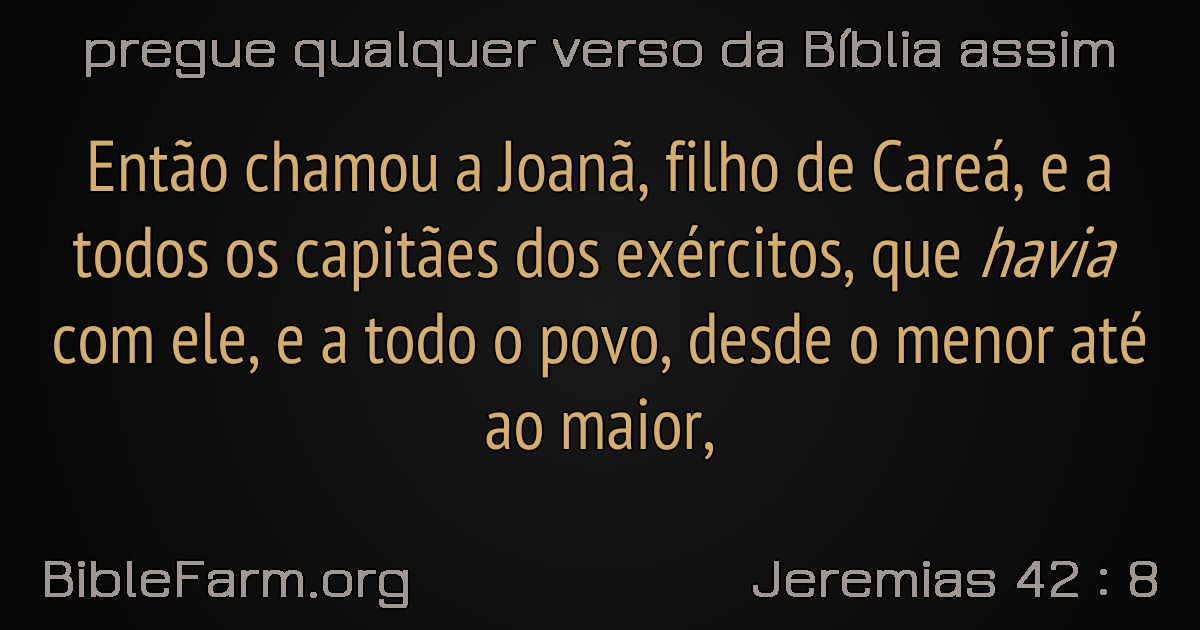 pregue qualquer verso da Bíblia assim
Então chamou a Joanã, filho de Careá, e a
todos os capitães dos exércitos, que havia
com ele, e a todo o povo, desde o menor até
ao maior,
BibleFarm.org
Jeremias 42 : 8